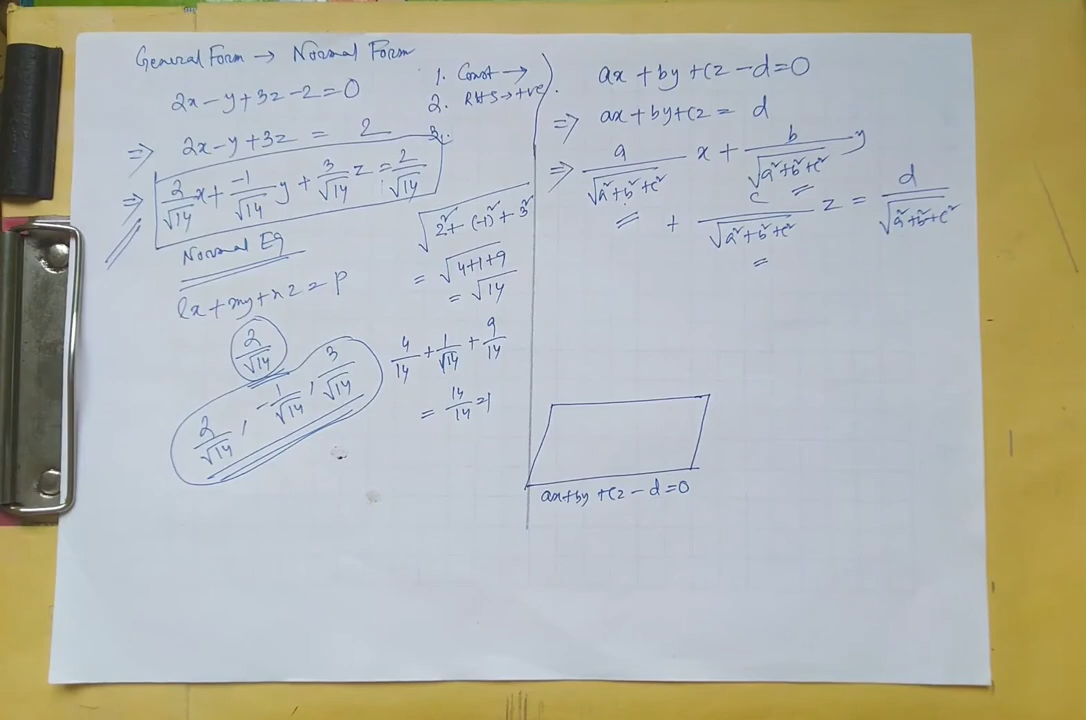 General Form → Normal Form
2x - y + 3z - 2 = 0
⇒ 2x - y + 3z = 2
⇒ 2/√14 x + -1/√14 y + 3/√14 z = 2/√14
Normal Eq
lx + my + nz = p
2/√14
2/√14 , -1/√14 , 3/√14
1. Const →
2. RHS → +ve.
3.
√2² + (-1)² + 3²
= √4+1+9
= √14
4/14 + 1/√14 + 9/14
= 14/14 = 1
ax + by + cz - d = 0
⇒ ax + by + cz = d
⇒ a/√a²+b²+c² x + b/√a²+b²+c² y
+ c/√a²+b²+c² z = d/√a²+b²+c²
ax + by + cz - d = 0